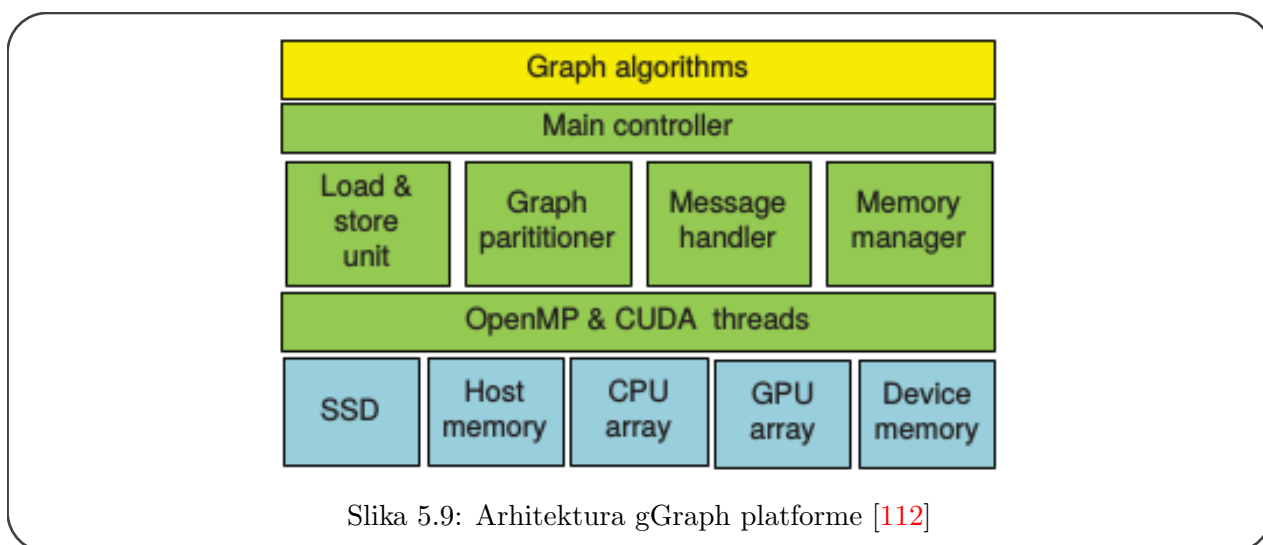 Graph algorithms
Main controller
Load &
store
unit
Graph
parititioner
Message
handler
Memory
manager
OpenMP & CUDA threads
SSD
Host
memory
CPU
array
GPU
array
Device
memory
Slika 5.9: Arhitektura gGraph platforme [112]